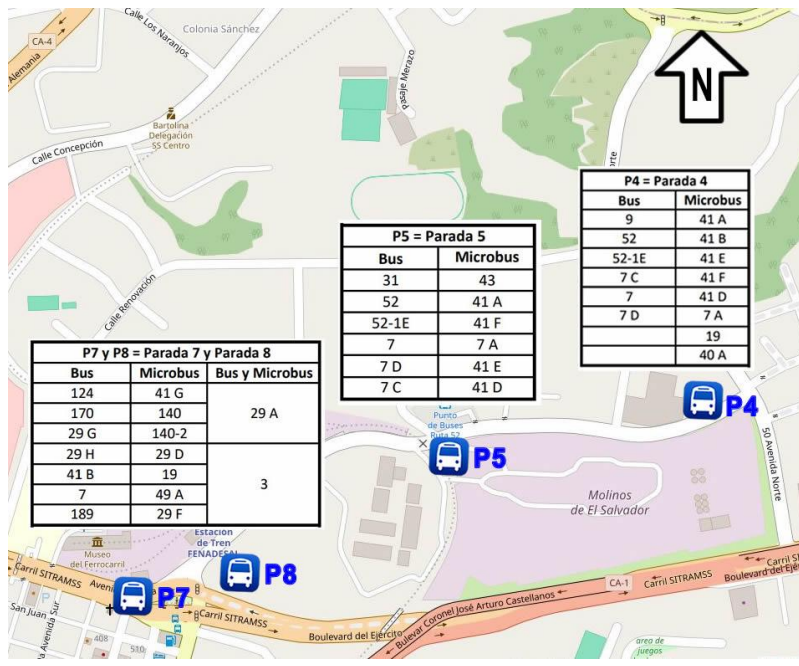 CA-4
Calle Los Naranjos
Colonia Sánchez
Alemania
Bartolina
Delegación
SS Centro
Calle Concepción
Pasaje Merazo
N
P4 = Parada 4
Bus Microbus
9 41 A
52 41 B
52-1E 41 E
7 C 41 F
7 41 D
7 D 7 A
19
40 A
P5 = Parada 5
Bus Microbus
31 43
52 41 A
52-1E 41 F
7 7 A
7 D 41 E
7 C 41 D
Calle Renovación
P7 y P8 = Parada 7 y Parada 8
Bus Microbus Bus y Microbus
124 41 G
170 140 29 A
29 G 140-2
29 H 29 D
41 B 19 3
7 49 A
189 29 F
P4
Punto
de Buses
Ruta 52
P5
50 Avenida Norte
Molinos
de El Salvador
Museo
del Ferrocarril
Estación
de Tren
FENADESAL
P8
P7
Carril SITRAMSS
San Juan
Avenida Sur
408
510
Carril SITRAMSS
Boulevard del Ejército
Bulevar Coronel José Arturo Castellanos
CA-1
Carril SITRAMSS
área de
juegos